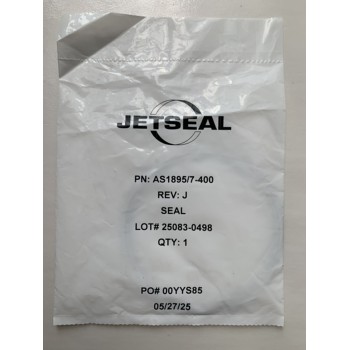 JETSEAL
PN: AS1895/7-400
REV: J
SEAL
LOT# 25083-0498
QTY: 1
PO# 00YYS85
05/27/25